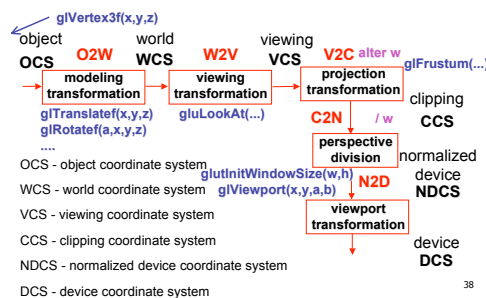 glVertex3f(x,y,z)
object
O2W
world
W2V
viewing
V2C
alter w
OCS
WCS
VCS
glFrustum(...)
modeling
transformation
viewing
transformation
projection
transformation
glTranslatef(x,y,z)
gluLookAt(...)
clipping
glRotatef(a,x,y,z)
C2N
/ w
CCS
....
perspective
division
normalized
OCS - object coordinate system
glutInitWindowSize(w,h)
N2D
device
WCS - world coordinate system
glViewport(x,y,a,b)
NDCS
VCS - viewing coordinate system
viewport
transformation
CCS - clipping coordinate system
device
NDCS - normalized device coordinate system
DCS
DCS - device coordinate system
38